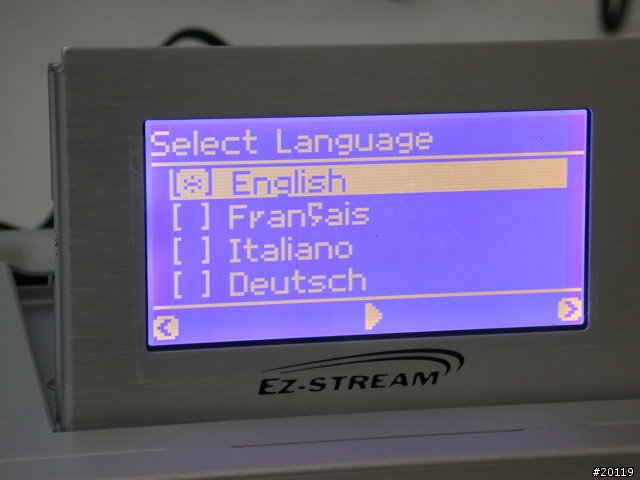 Select Language
[*] English
[ ] Français
[ ] Italiano
[ ] Deutsch
EZ-STREAM
#20119